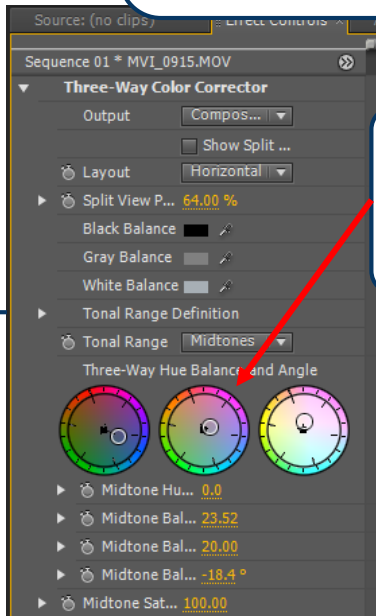 Source: (no clips) Effect Controls ×
Sequence 01 * MVI_0915.MOV
Three-Way Color Corrector
Output Compos...
Show Split ...
Layout Horizontal
Split View P... 64.00 %
Black Balance
Gray Balance
White Balance
Tonal Range Definition
Tonal Range Midtones
Three-Way Hue Balance and Angle
Midtone Hu... 0.0
Midtone Bal... 23.52
Midtone Bal... 20.00
Midtone Bal... -18.4 °
Midtone Sat... 100.00